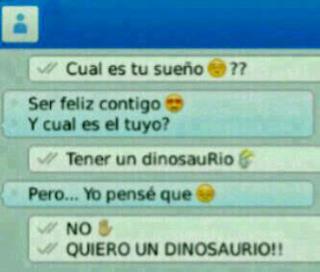 Cual es tu sueño 😌??
Ser feliz contigo 😍
Y cual es el tuyo?
Tener un dinosauRio 🐉
Pero... Yo pensé que 😔
NO ✋
QUIERO UN DINOSAURIO!!